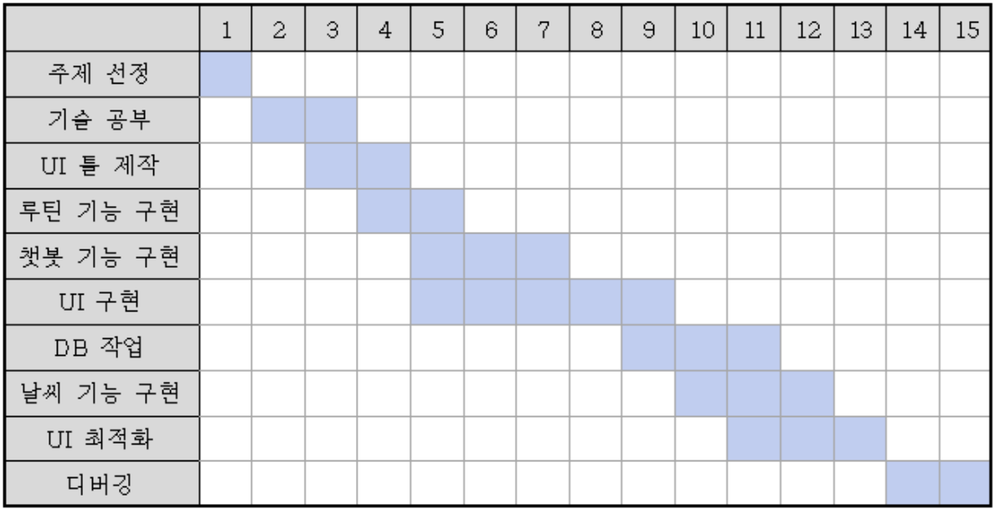 1 2 3 4 5 6 7 8 9 10 11 12 13 14 15
주제 선정
기술 공부
UI 틀 제작
루틴 기능 구현
챗봇 기능 구현
UI 구현
DB 작업
날씨 기능 구현
UI 최적화
디버깅